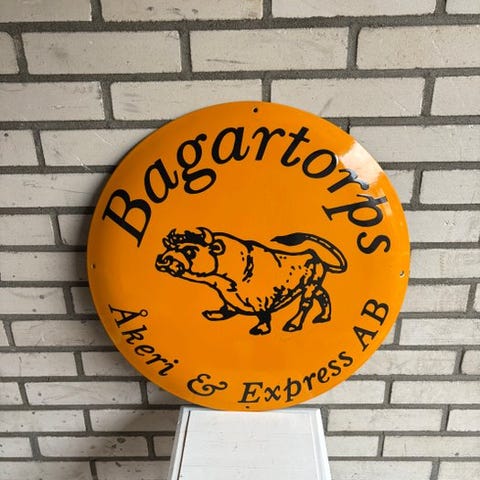 Bagartorps
Åkeri & Express AB